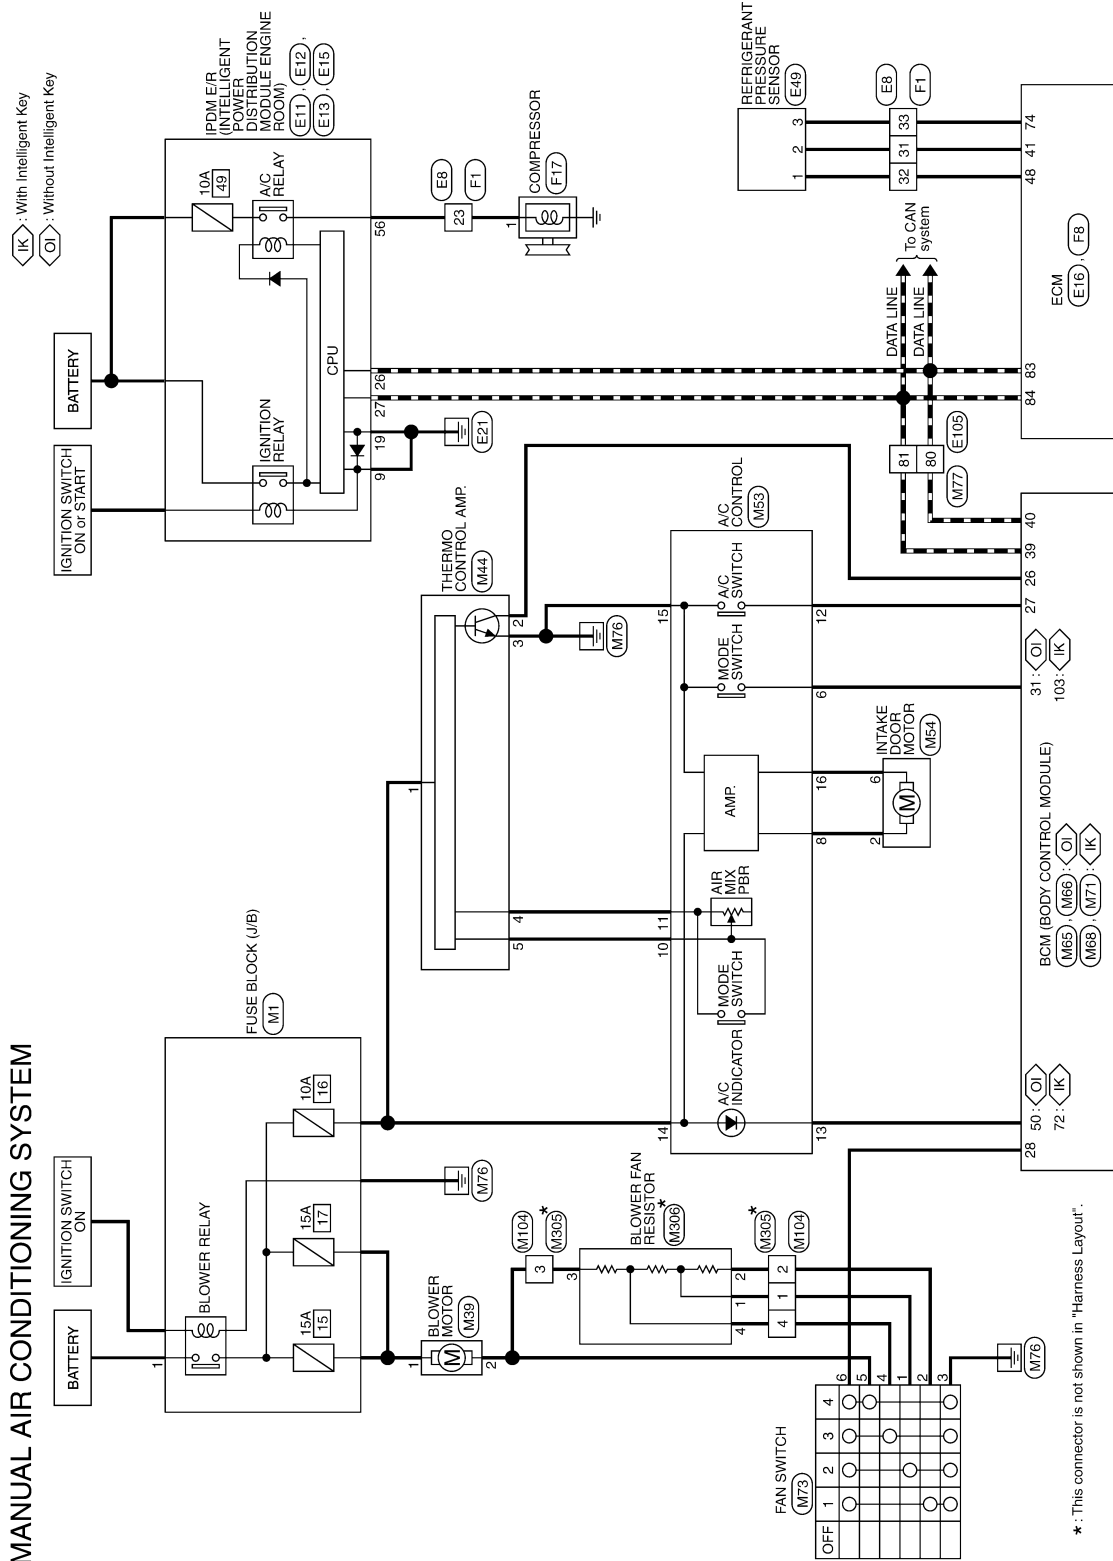 MANUAL AIR CONDITIONING SYSTEM
BATTERY
IGNITION SWITCH
ON
1
BLOWER RELAY
15A
15
15A
17
10A
16
FUSE BLOCK (J/B)
M1
M76
1
BLOWER
MOTOR
M39
M
2
M104
3
M305
*
3
BLOWER FAN
RESISTOR
*
M306
4
1
2
*
M305
M104
4
1
2
FAN SWITCH
M73
OFF
1
2
3
4
6
5
4
1
2
3
M76
* : This connector is not shown in "Harness Layout".
IGNITION SWITCH
ON or START
BATTERY
IK : With Intelligent Key
OI : Without Intelligent Key
IGNITION
RELAY
10A
49
A/C
RELAY
CPU
IPDM E/R
(INTELLIGENT
POWER
DISTRIBUTION
MODULE ENGINE
ROOM)
E11 , E12 ,
E13 , E15
9
19
27
26
56
E21
E8
23
F1
1
COMPRESSOR
F17
THERMO
CONTROL AMP.
M44
1
5
4
3
2
M76
A/C
CONTROL
M53
14
10
11
15
A/C
INDICATOR
MODE
SWITCH
AIR
MIX
PBR
AMP.
MODE
SWITCH
A/C
SWITCH
13
8
16
6
12
2
6
M
INTAKE
DOOR
MOTOR
M54
28
50 : OI
72 : IK
BCM (BODY CONTROL MODULE)
M65 , M66 : OI
M68 , M71 : IK
31 : OI
103 : IK
27
26
39
40
M77
81
80
E105
DATA LINE
DATA LINE
To CAN
system
84
83
ECM
E16 , F8
REFRIGERANT
PRESSURE
SENSOR
E49
1
2
3
E8
32
31
33
F1
48
41
74